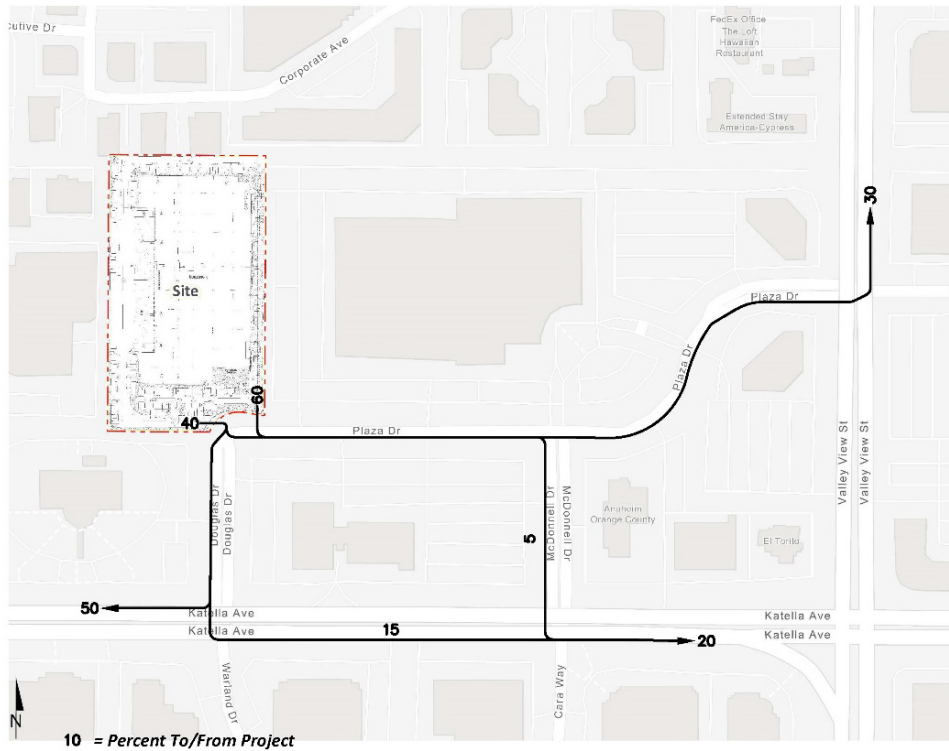 cutive Dr
Corporate Ave
FedEx Office
The Loft
Hawaiian
Restaurant
Extended Stay
America-Cypress
30
Site
Plaza Dr
Plaza Dr
60
40
Plaza Dr
Valley View St
Valley View St
Douglas Dr
Douglas Dr
McDonnell Dr
McDonnell Dr
5
Anaheim
Orange County
El Torito
50
Katella Ave
Katella Ave
Katella Ave
Katella Ave
15
20
Warland Dr
Cara Way
N
10 = Percent To/From Project